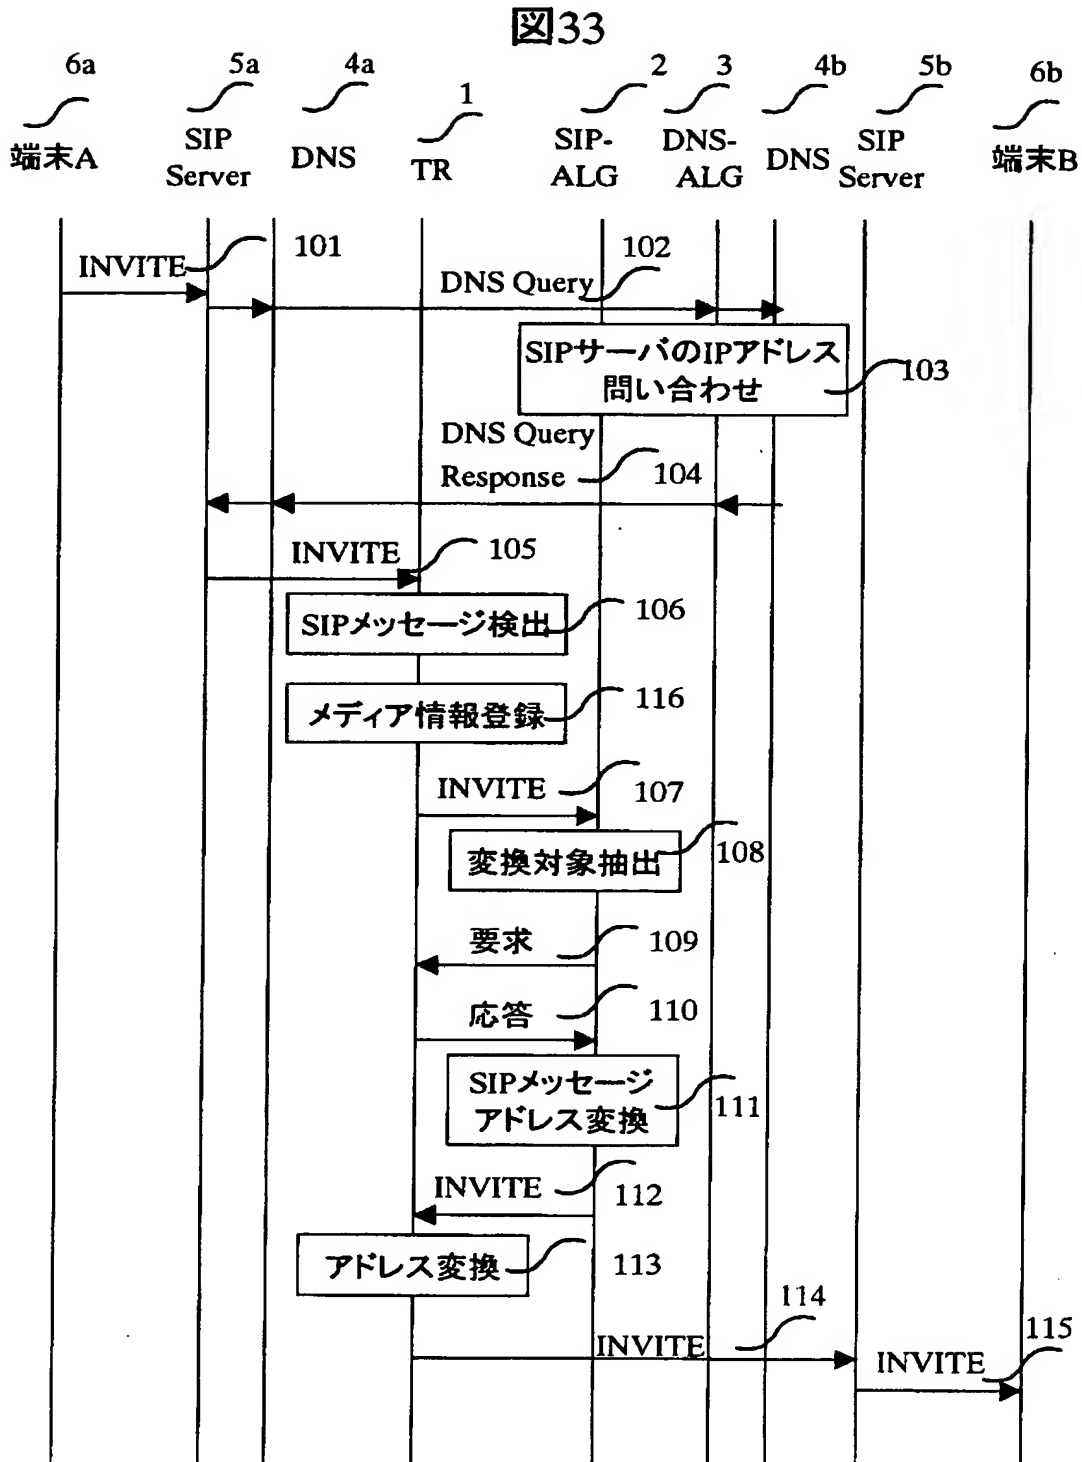 図33
6a
5a
4a
1
2
3
4b
5b
6b
端末A
SIP
Server
DNS
TR
SIP-
ALG
DNS-
ALG
DNS
SIP
Server
端末B
INVITE
101
DNS Query
102
SIPサーバのIPアドレス
問い合わせ
103
DNS Query
Response
104
INVITE
105
SIPメッセージ検出
106
メディア情報登録
116
INVITE
107
変換対象抽出
108
要求
109
応答
110
SIPメッセージ
アドレス変換
111
INVITE
112
アドレス変換
113
INVITE
114
INVITE
115